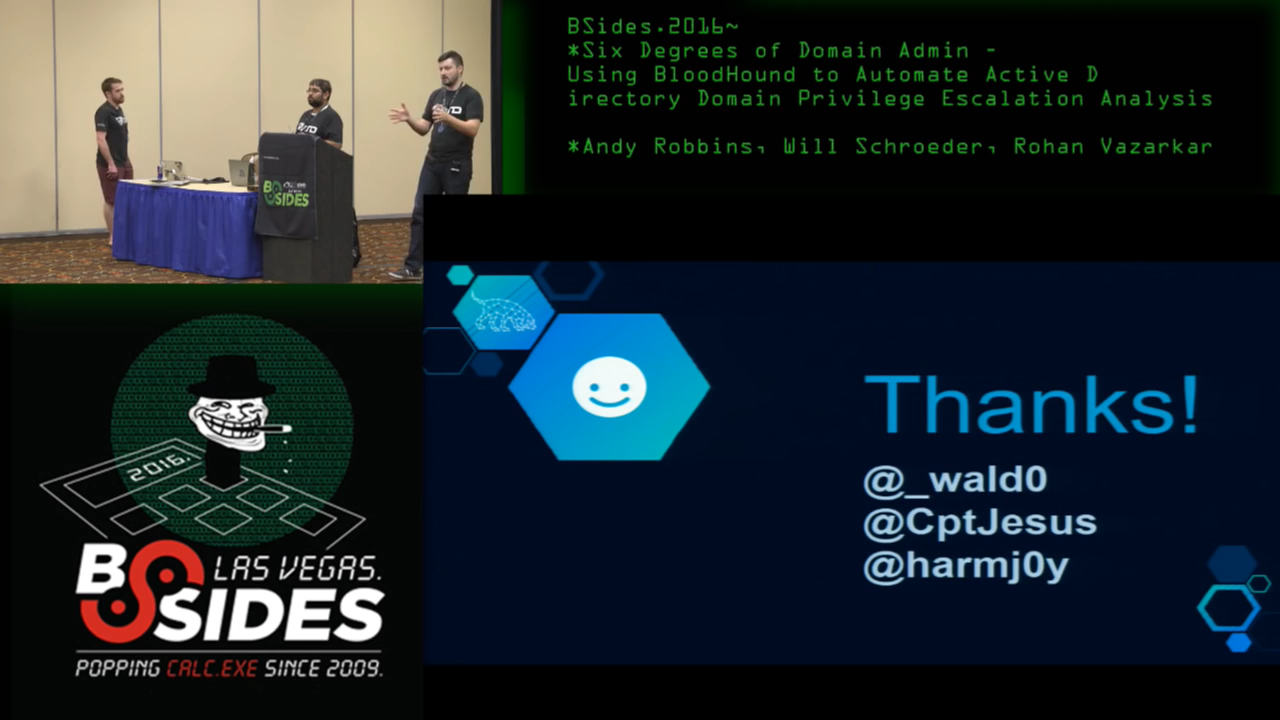 BSides.2016~
*Six Degrees of Domain Admin -
Using BloodHound to Automate Active D
irectory Domain Privilege Escalation Analysis
*Andy Robbins, Will Schroeder, Rohan Vazarkar
BSIDES
Thanks!
@_wald0
@CptJesus
@harmj0y
2016.
BSIDES
LAS VEGAS.
POPPING CALC.EXE SINCE 2009.